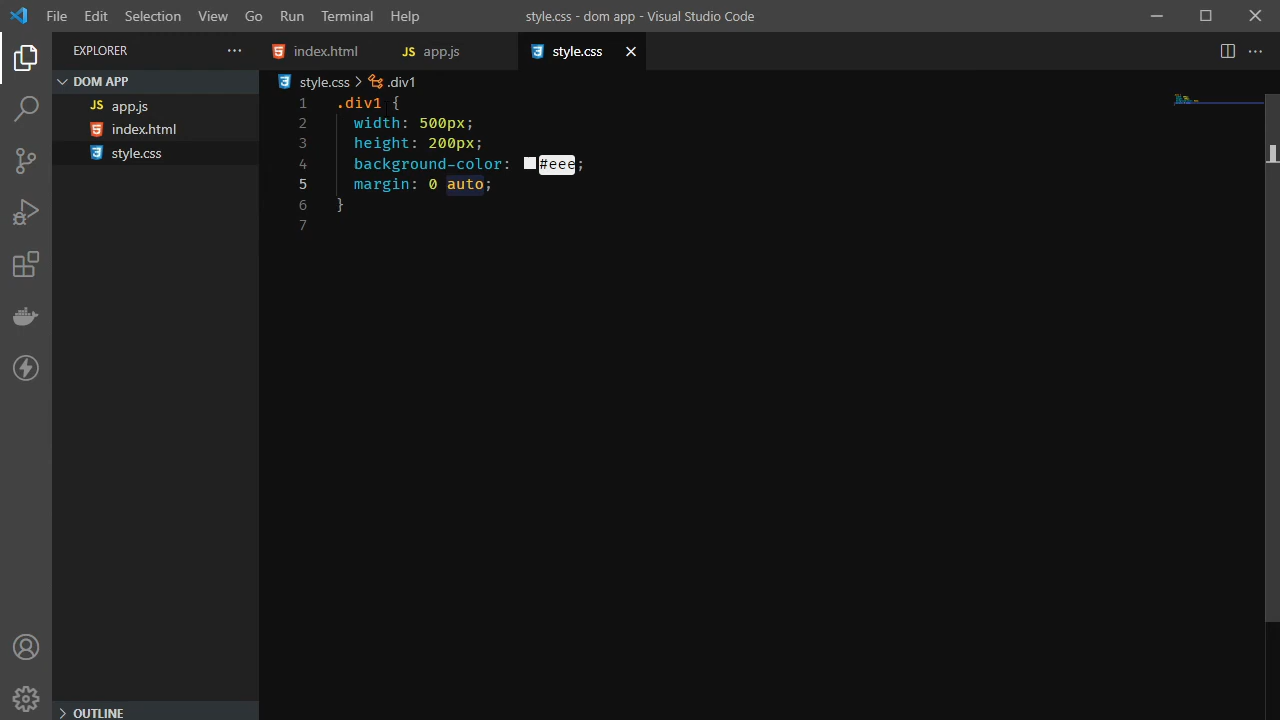 File Edit Selection View Go Run Terminal Help
style.css - dom app - Visual Studio Code
EXPLORER
index.html
JS app.js
style.css
DOM APP
JS app.js
index.html
style.css
OUTLINE
style.css > .div1
1 .div1 {
2 width: 500px;
3 height: 200px;
4 background-color: #eee;
5 margin: 0 auto;
6 }
7